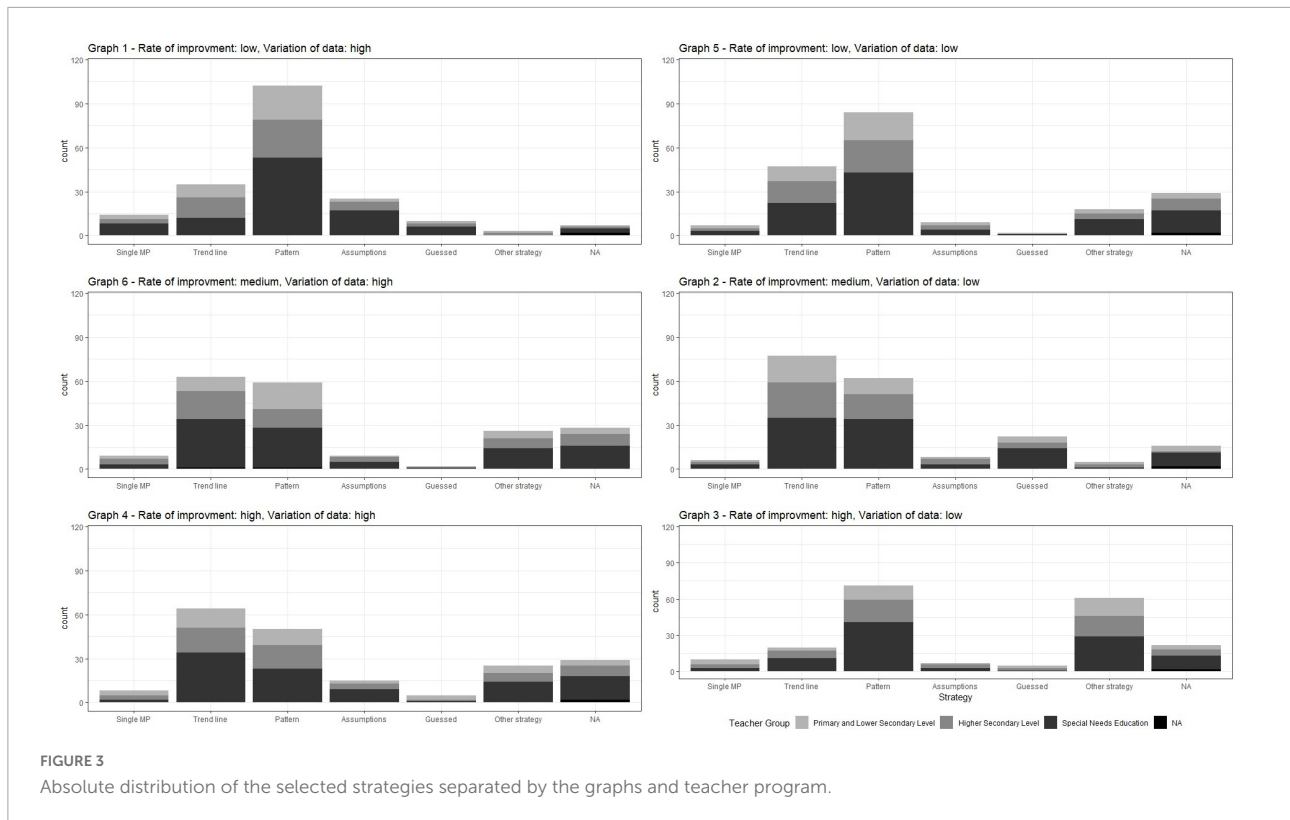 Graph 1 - Rate of improvment: low, Variation of data: high
120
90
60
30
0
count
Single MP Trend line Pattern Assumptions Guessed Other strategy NA
Graph 5 - Rate of improvment: low, Variation of data: low
120
90
60
30
0
count
Single MP Trend line Pattern Assumptions Guessed Other strategy NA
Graph 6 - Rate of improvment: medium, Variation of data: high
120
90
60
30
0
count
Single MP Trend line Pattern Assumptions Guessed Other strategy NA
Graph 2 - Rate of improvment: medium, Variation of data: low
120
90
60
30
0
count
Single MP Trend line Pattern Assumptions Guessed Other strategy NA
Graph 4 - Rate of improvment: high, Variation of data: high
120
90
60
30
0
count
Single MP Trend line Pattern Assumptions Guessed Other strategy NA
Graph 3 - Rate of improvment: high, Variation of data: low
120
90
60
30
0
count
Single MP Trend line Pattern Assumptions Guessed Other strategy NA
Strategy
Teacher Group Primary and Lower Secondary Level Higher Secondary Level Special Needs Education NA
FIGURE 3
Absolute distribution of the selected strategies separated by the graphs and teacher program.